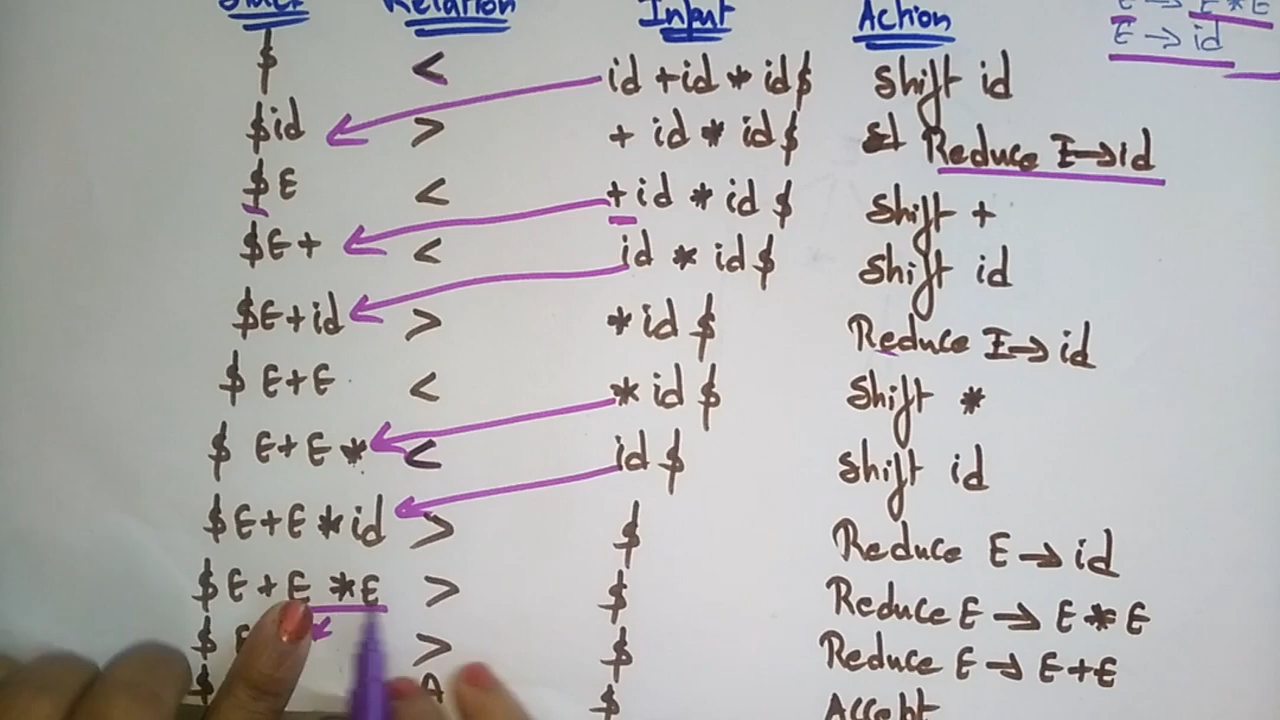 Stack Relation Input Action E → E * E
$ < id + id * id $ Shift id E → id
$id > + id * id $ Reduce E → id
$ E < + id * id $ Shift +
$E + < id * id $ Shift id
$E + id > * id $ Reduce E → id
$ E + E < * id $ Shift *
$ E + E * < id $ Shift id
$ E + E * id > $ Reduce E → id
$ E + E * E > $ Reduce E → E * E
$ E > $ Reduce E → E + E
$ A $ Accept